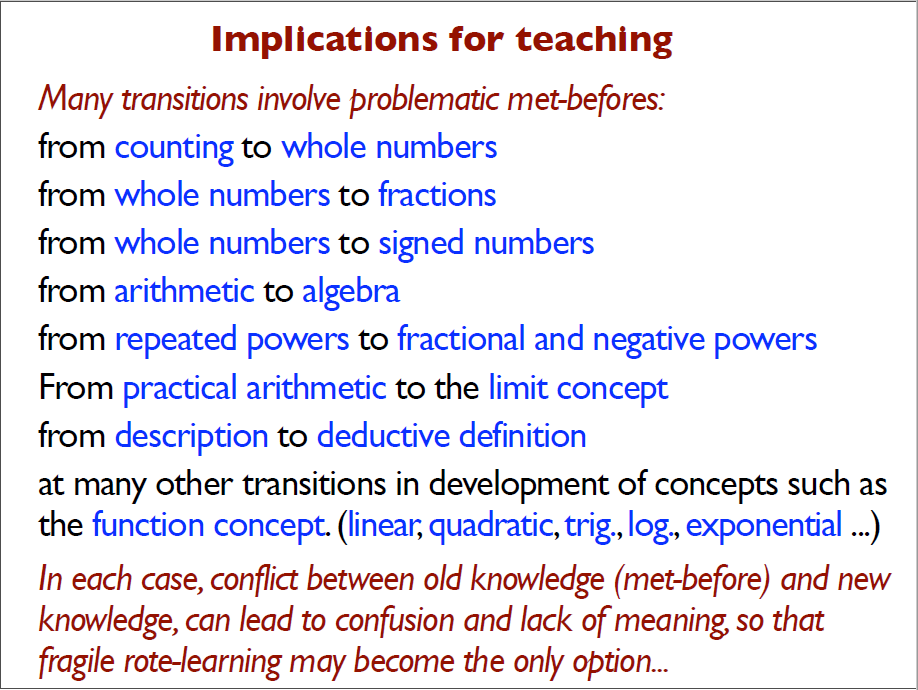 Implications for teaching
Many transitions involve problematic met-befores:
from counting to whole numbers
from whole numbers to fractions
from whole numbers to signed numbers
from arithmetic to algebra
from repeated powers to fractional and negative powers
From practical arithmetic to the limit concept
from description to deductive definition
at many other transitions in development of concepts such as
the function concept. (linear, quadratic, trig., log., exponential ...)
In each case, conflict between old knowledge (met-before) and new
knowledge, can lead to confusion and lack of meaning, so that
fragile rote-learning may become the only option...